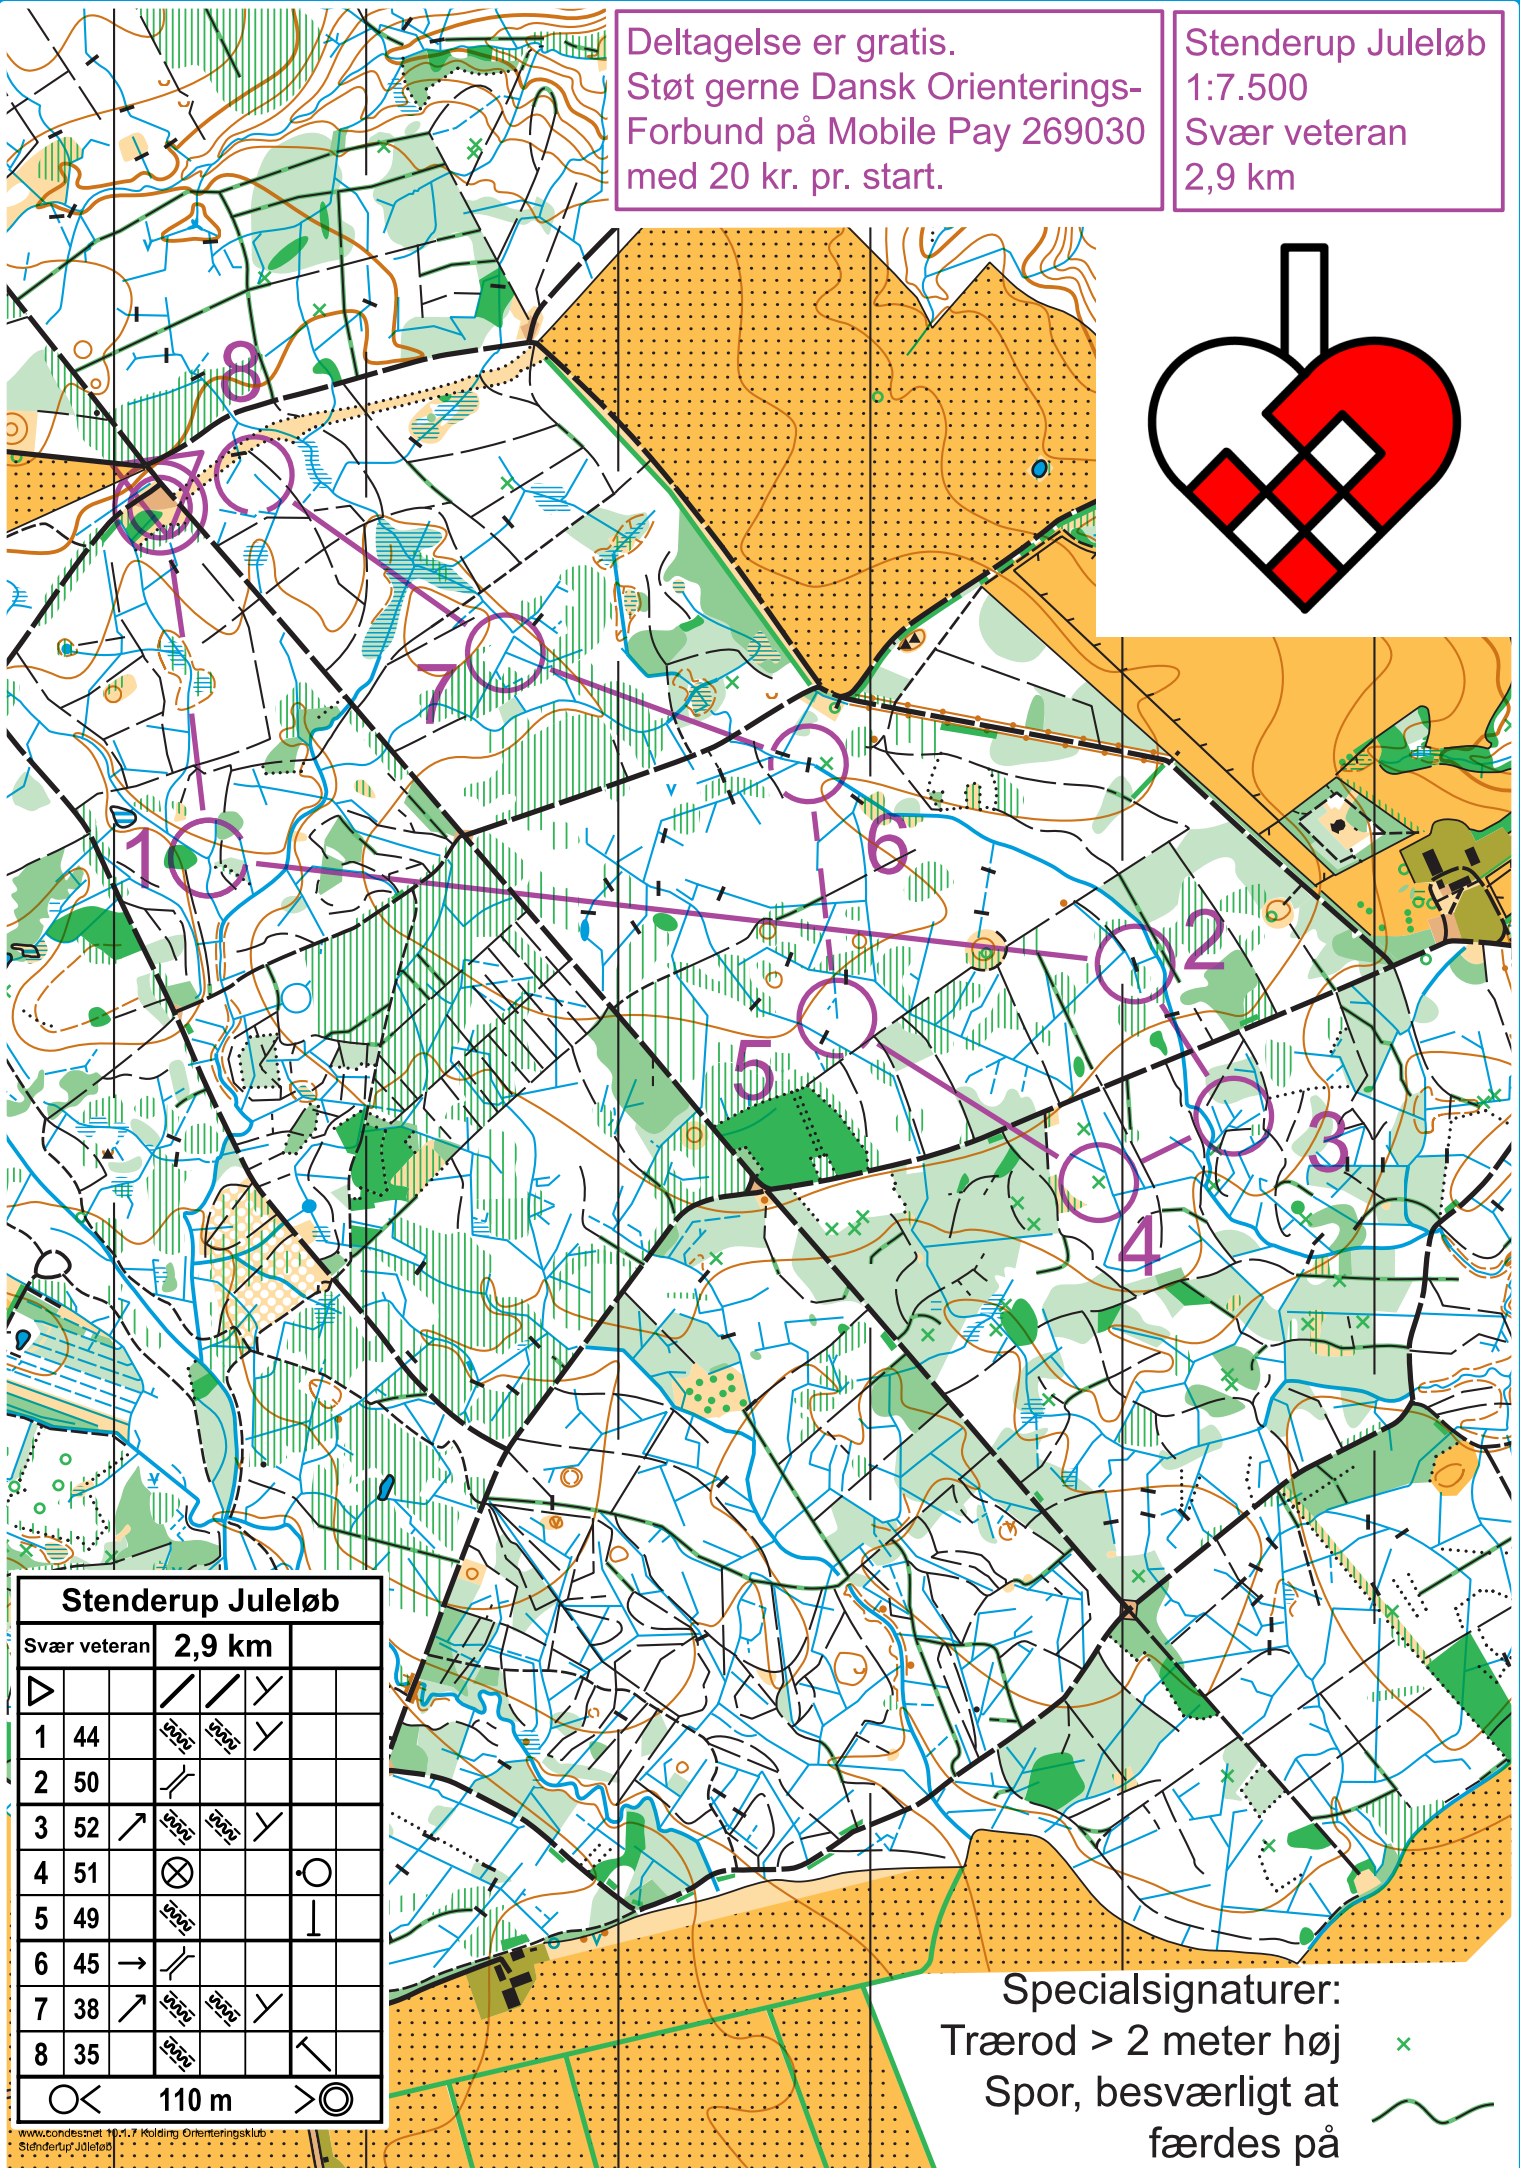 Deltagelse er gratis.
Støt gerne Dansk Orienterings-
Forbund på Mobile Pay 269030
med 20 kr. pr. start.
Stenderup Juleløb
1:7.500
Svær veteran
2,9 km
8
7
1
6
2
5
3
4
Stenderup Juleløb
Svær veteran 2,9 km
1 44
2 50
3 52
4 51
5 49
6 45
7 38
8 35
110 m
www.condes.net 10.1.7 Kolding Orienteringsklub
Stenderup Juleløb
Specialsignaturer:
Trærod > 2 meter høj
Spor, besværligt at
færdes på